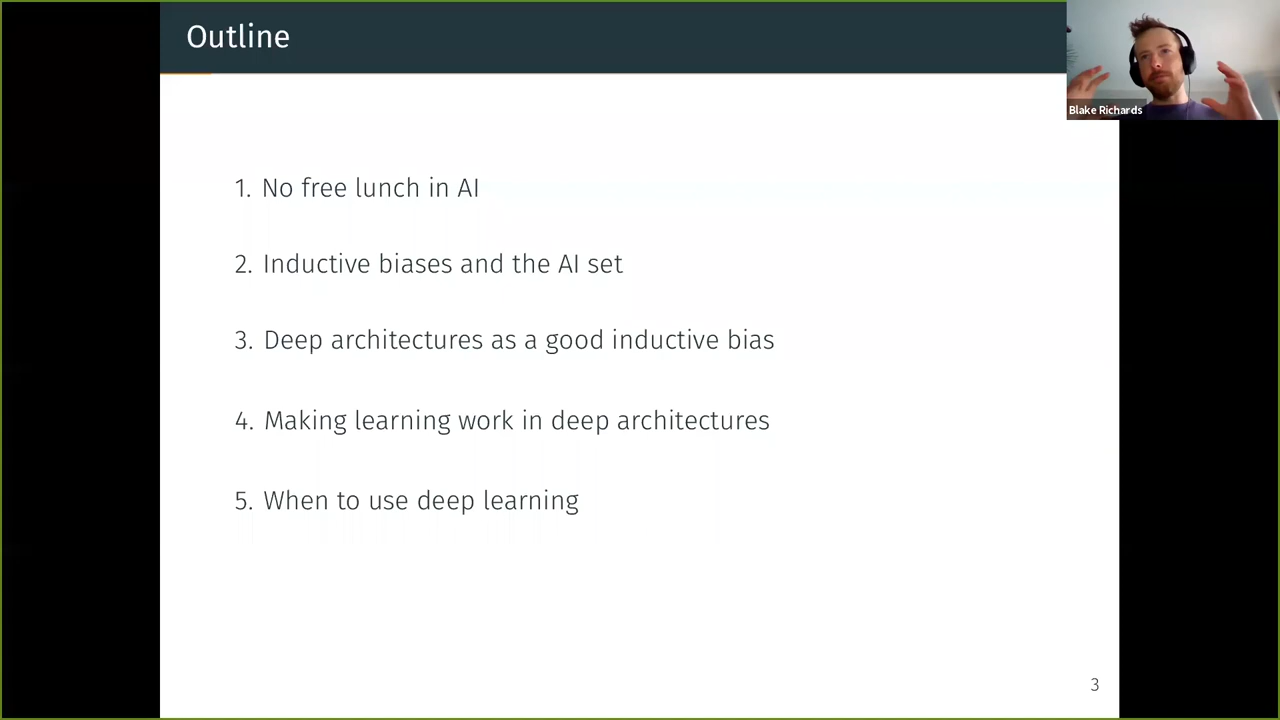 Outline
Blake Richards
1. No free lunch in AI
2. Inductive biases and the AI set
3. Deep architectures as a good inductive bias
4. Making learning work in deep architectures
5. When to use deep learning
3